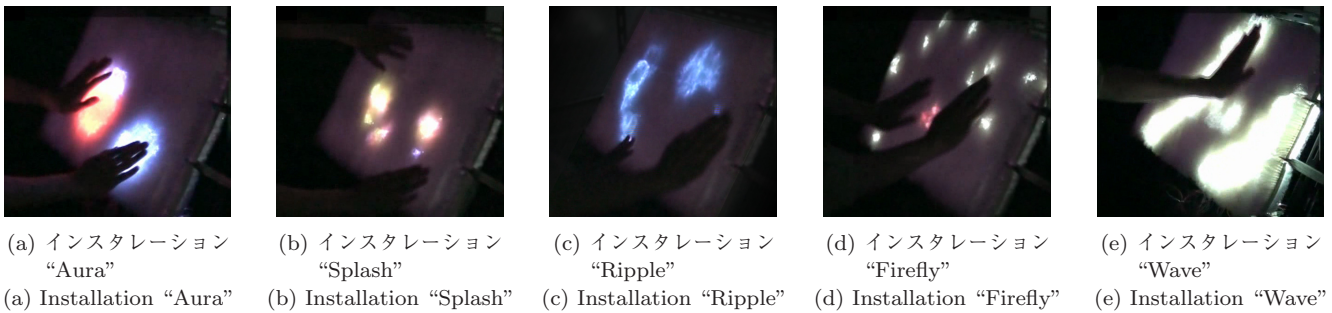 (a) インスタレーション
“Aura”
(a) Installation “Aura”
(b) インスタレーション
“Splash”
(b) Installation “Splash”
(c) インスタレーション
“Ripple”
(c) Installation “Ripple”
(d) インスタレーション
“Firefly”
(d) Installation “Firefly”
(e) インスタレーション
“Wave”
(e) Installation “Wave”